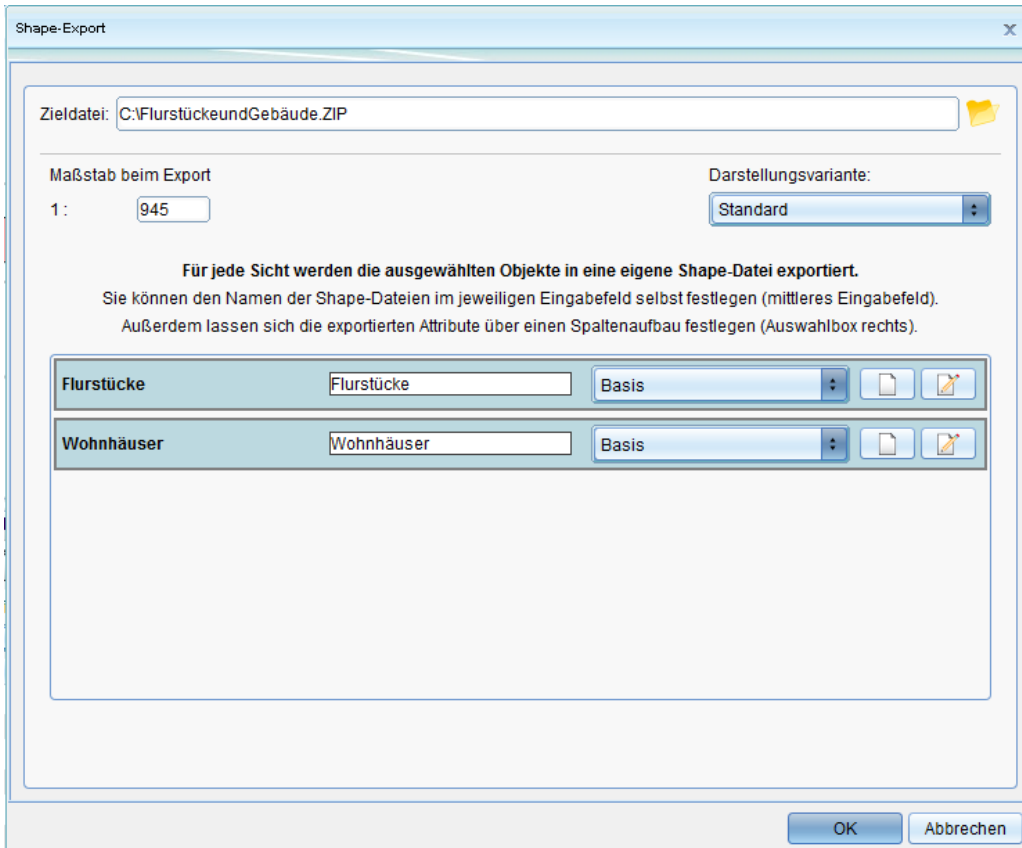 Shape-Export
Zieldatei: C:\FlurstückeundGebäude.ZIP
Maßstab beim Export Darstellungsvariante:
1 : 945 Standard
Für jede Sicht werden die ausgewählten Objekte in eine eigene Shape-Datei exportiert.
Sie können den Namen der Shape-Dateien im jeweiligen Eingabefeld selbst festlegen (mittleres Eingabefeld).
Außerdem lassen sich die exportierten Attribute über einen Spaltenaufbau festlegen (Auswahlbox rechts).
Flurstücke Flurstücke Basis
Wohnhäuser Wohnhäuser Basis
OK Abbrechen